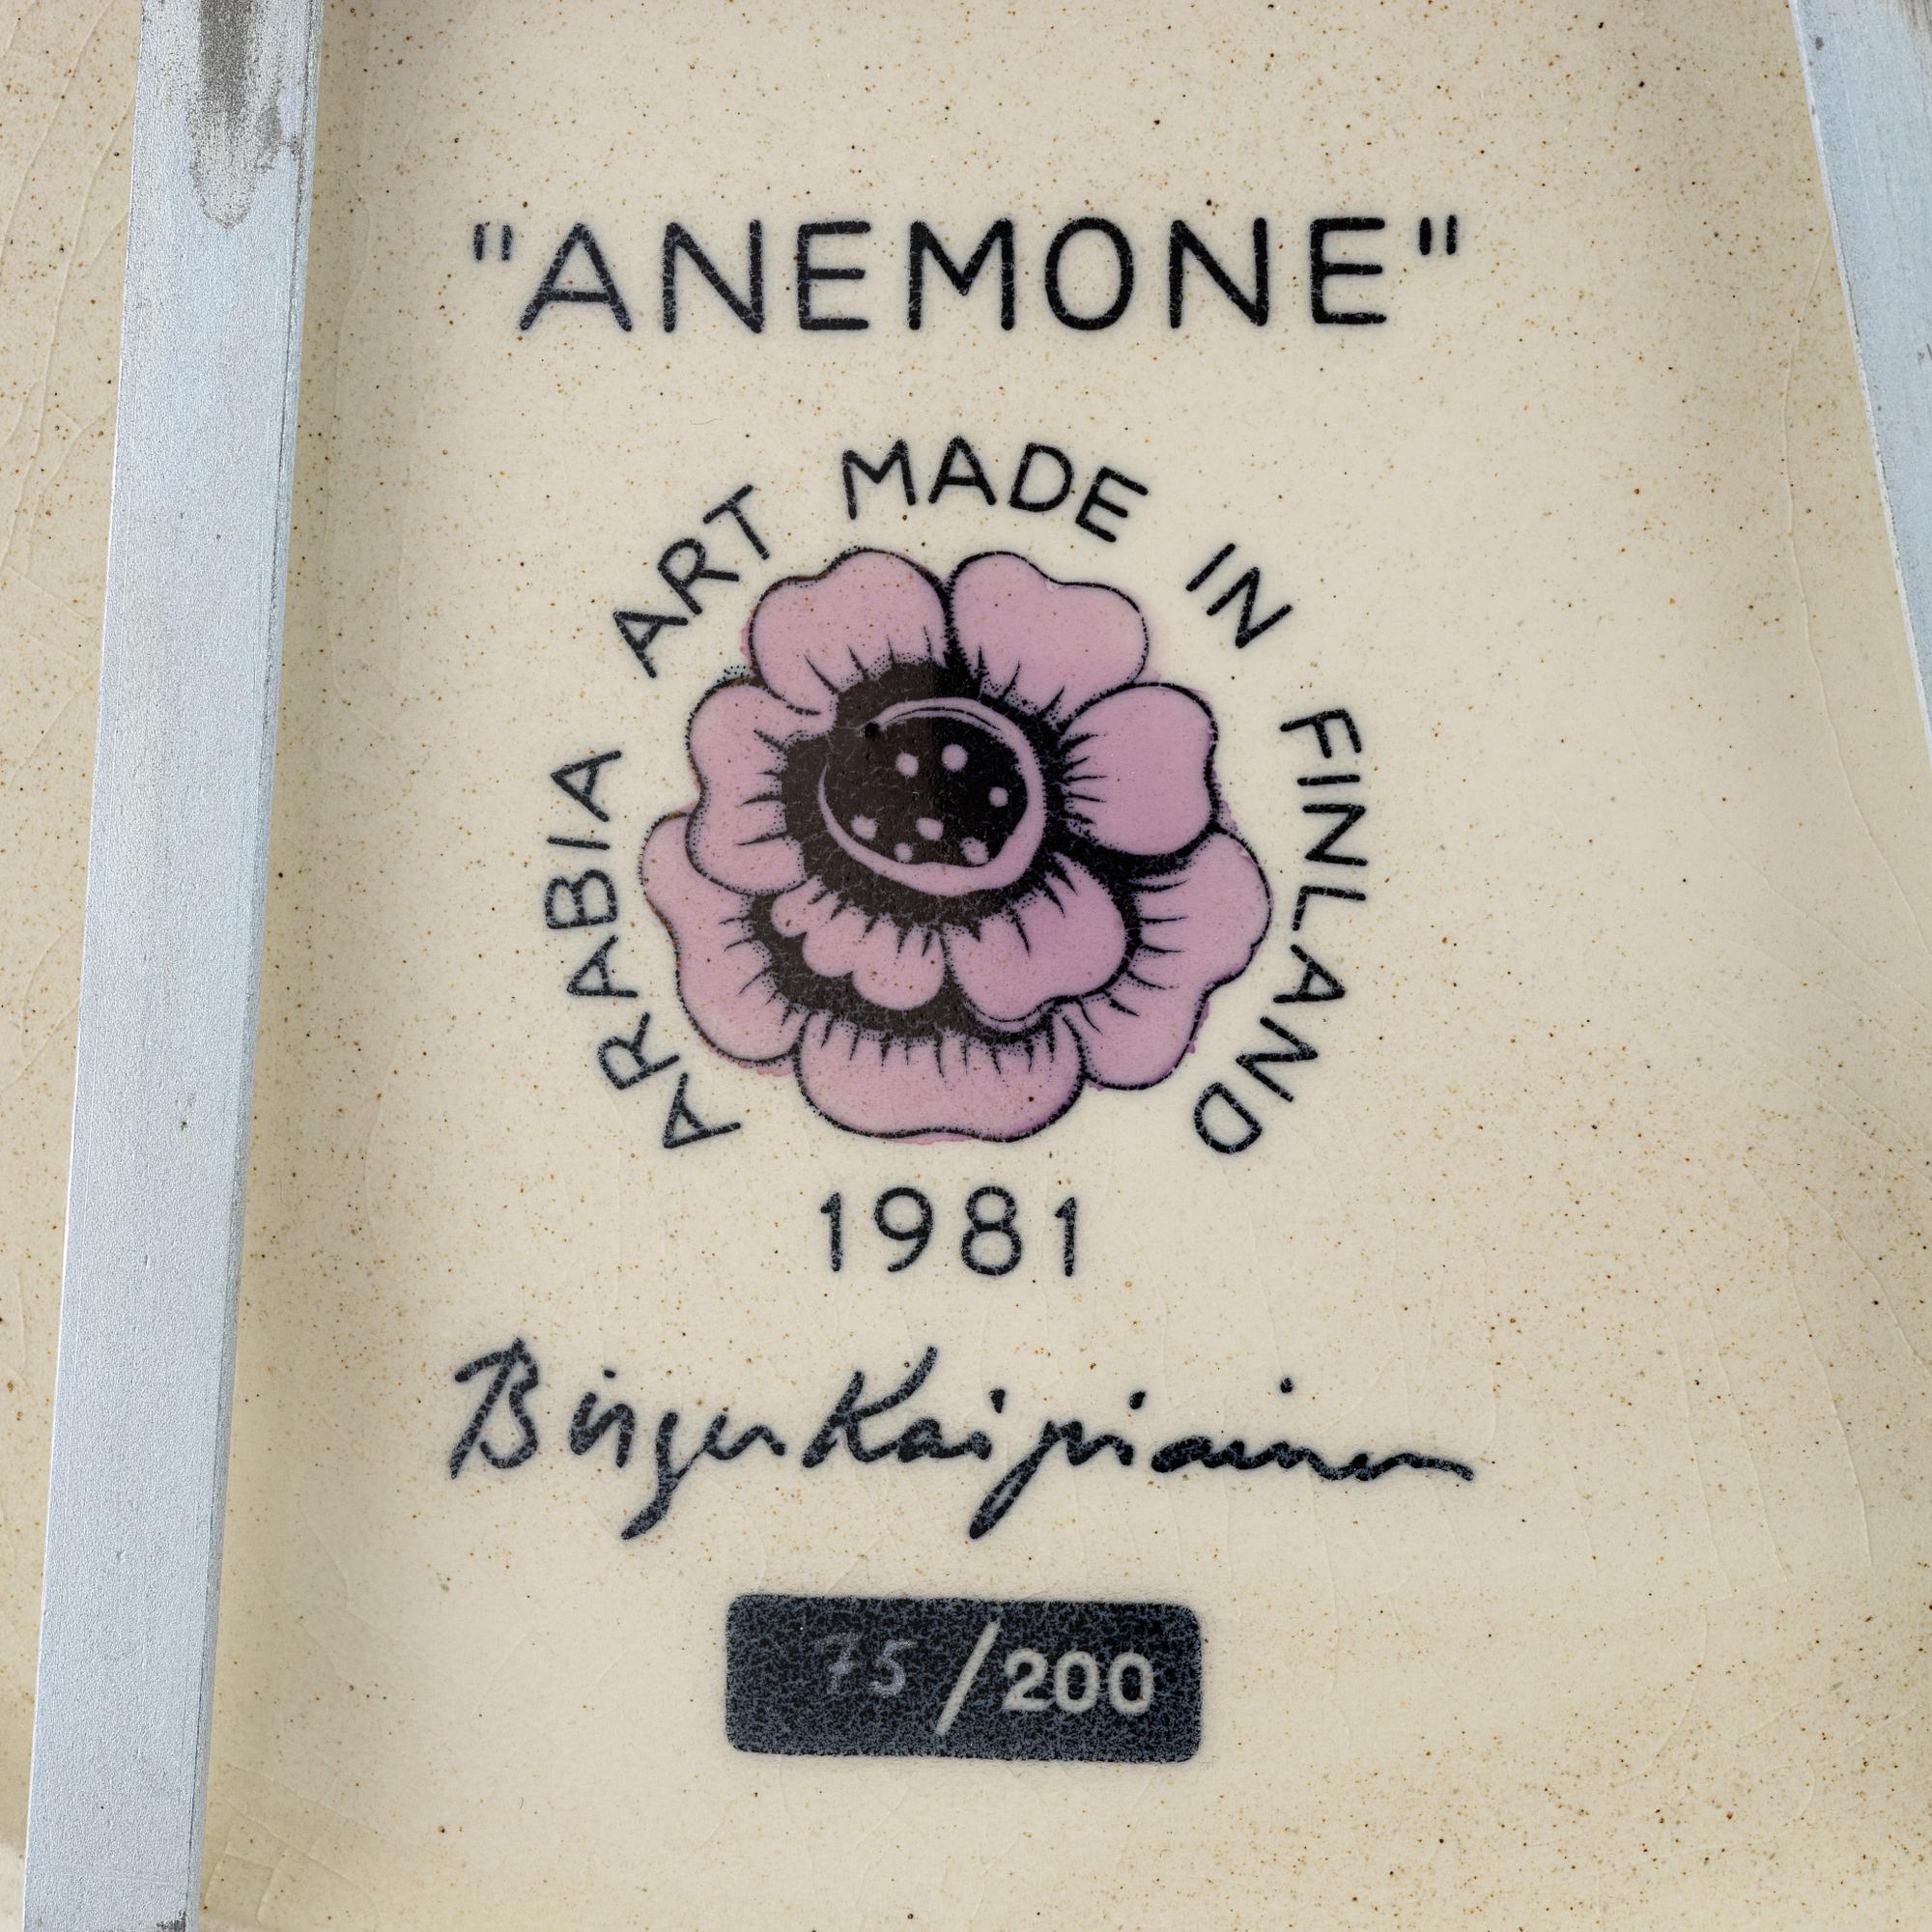 "ANEMONE"
ARABIA ART MADE IN FINLAND
1981
Birger Kaipiainen
75/200